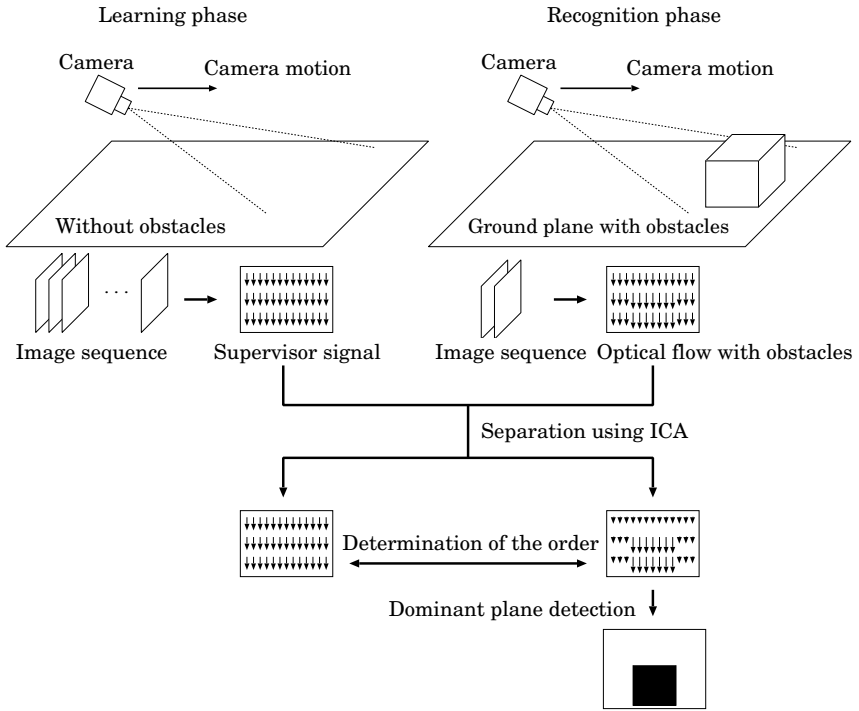 Learning phase
Recognition phase
Camera
Camera motion
Camera
Camera motion
Without obstacles
Ground plane with obstacles
. . .
Image sequence
Supervisor signal
Image sequence
Optical flow with obstacles
Separation using ICA
Determination of the order
Dominant plane detection